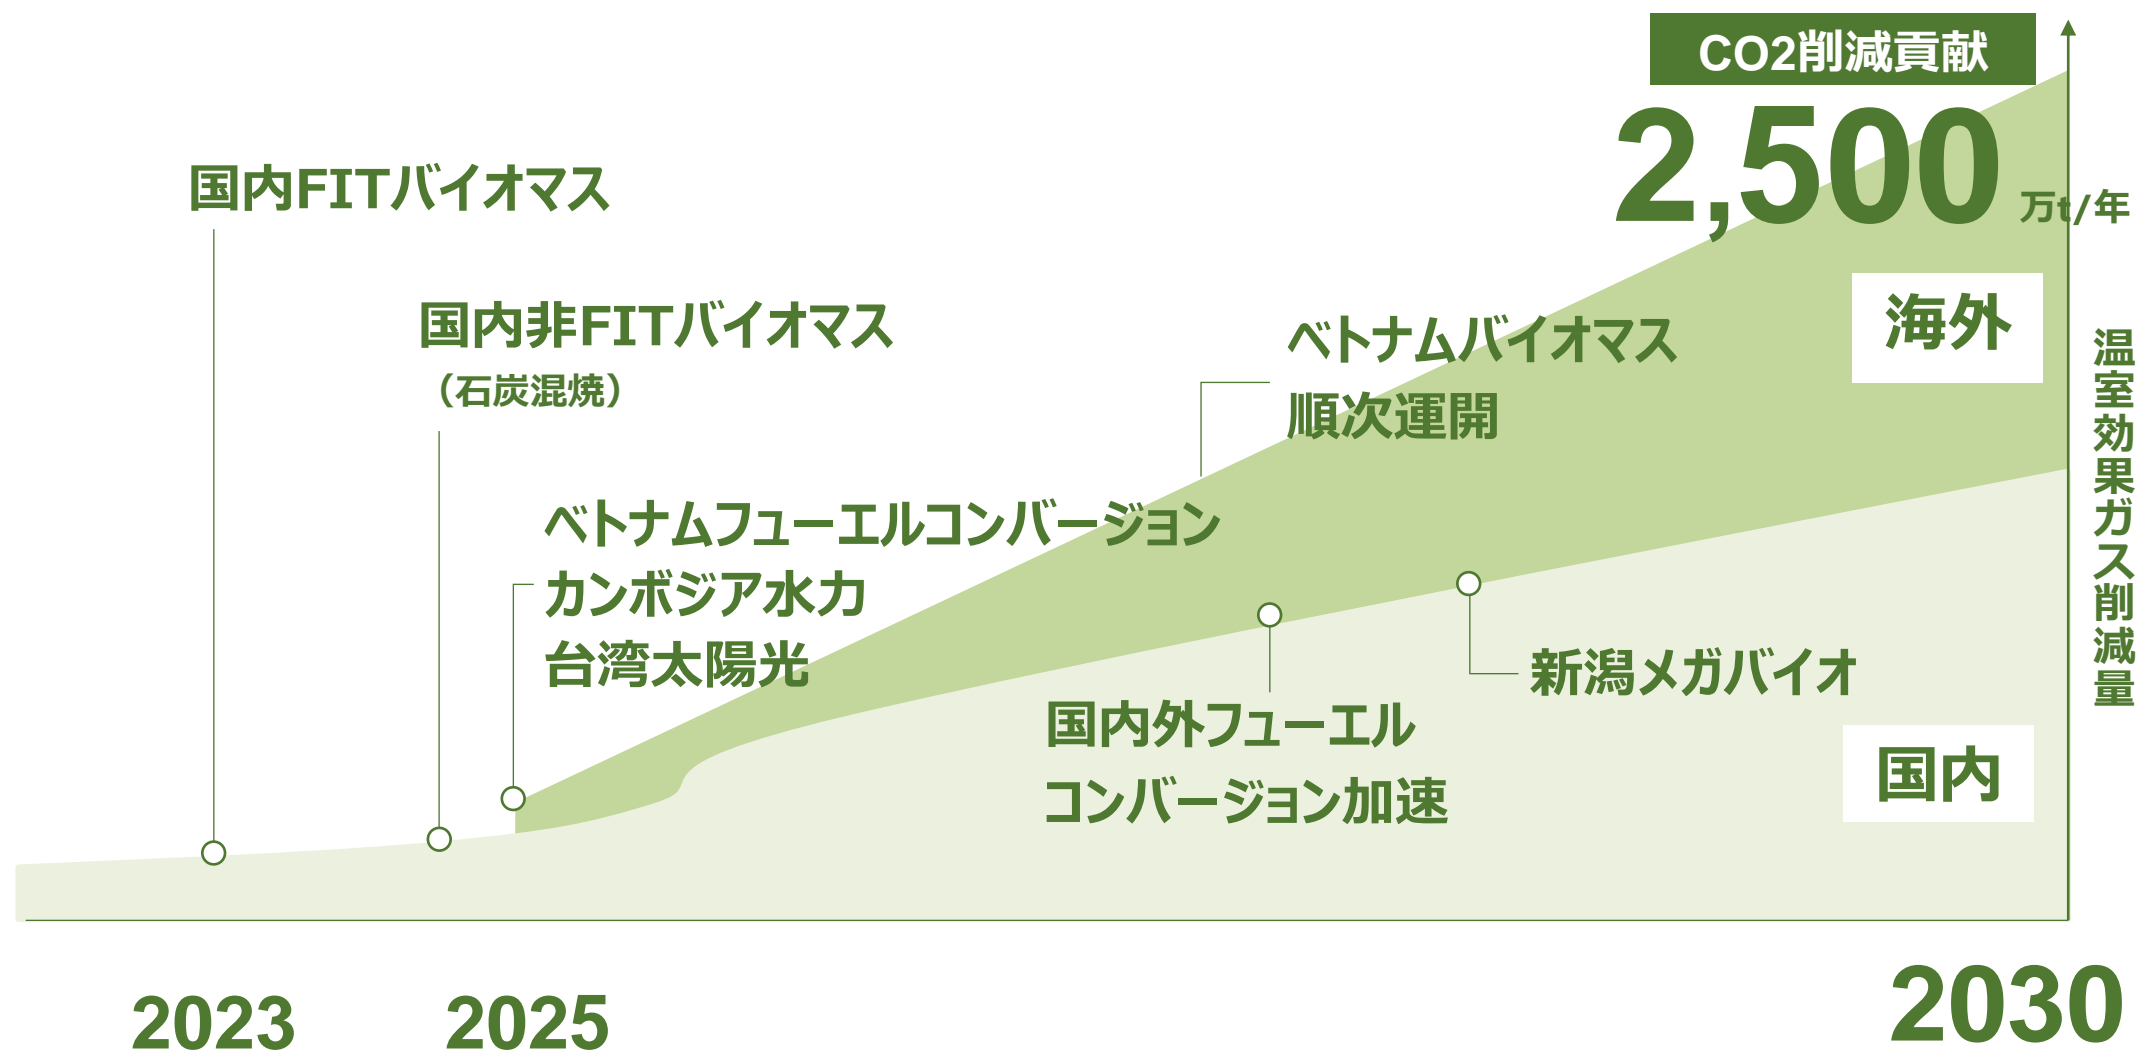 CO2削減貢献
2,500 万t/年
国内FITバイオマス
国内非FITバイオマス
（石炭混焼）
ベトナムバイオマス
順次運開
海外
ベトナムフューエルコンバージョン
カンボジア水力
台湾太陽光
国内外フューエル
コンバージョン加速
新潟メガバイオ
国内
温室効果ガス削減量
2023
2025
2030